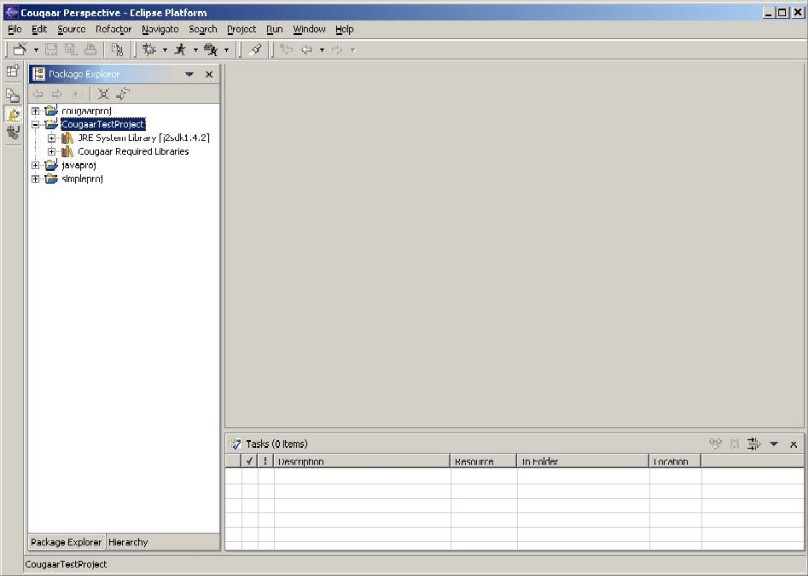 Cougaar Perspective - Eclipse Platform
File Edit Source Refactor Navigate Search Project Run Window Help
Package Explorer
cougaarproj
CougaarTestProject
JRE System Library [j2sdk1.4.2]
Cougaar Required Libraries
javaproj
simpleproj
Tasks (0 items)
! Description Resource In Folder Location
Package Explorer Hierarchy
CougaarTestProject